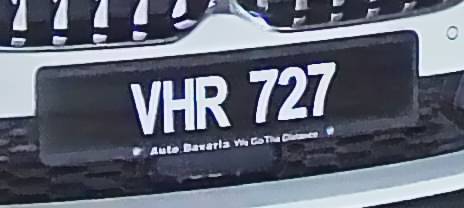 VHR 727
Auto Bavaria We Go The Distance